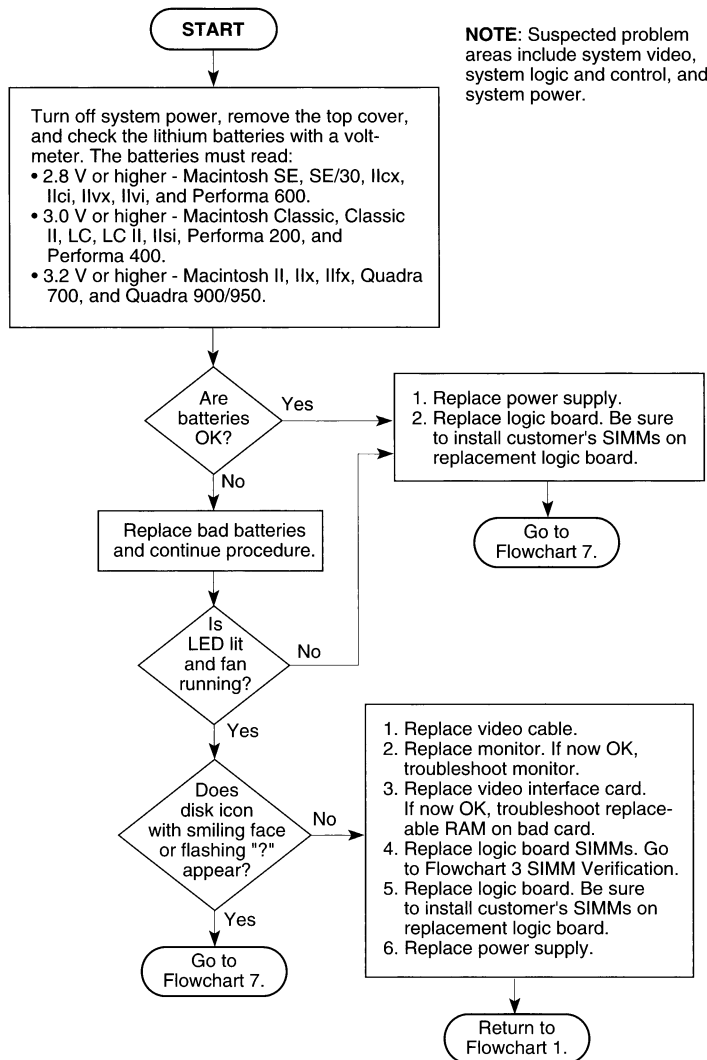 START
NOTE: Suspected problem
areas include system video,
system logic and control, and
system power.
Turn off system power, remove the top cover,
and check the lithium batteries with a volt-
meter. The batteries must read:
• 2.8 V or higher - Macintosh SE, SE/30, IIcx,
IIci, IIvx, IIvi, and Performa 600.
• 3.0 V or higher - Macintosh Classic, Classic
II, LC, LC II, IIsi, Performa 200, and
Performa 400.
• 3.2 V or higher - Macintosh II, IIx, IIfx, Quadra
700, and Quadra 900/950.
Are
batteries
OK?
Yes
1. Replace power supply.
2. Replace logic board. Be sure
to install customer's SIMMs on
replacement logic board.
No
Go to
Flowchart 7.
Replace bad batteries
and continue procedure.
Is
LED lit
and fan
running?
No
Yes
Does
disk icon
with smiling face
or flashing "?"
appear?
No
1. Replace video cable.
2. Replace monitor. If now OK,
troubleshoot monitor.
3. Replace video interface card.
If now OK, troubleshoot replace-
able RAM on bad card.
4. Replace logic board SIMMs. Go
to Flowchart 3 SIMM Verification.
5. Replace logic board. Be sure
to install customer's SIMMs on
replacement logic board.
6. Replace power supply.
Yes
Go to
Flowchart 7.
Return to
Flowchart 1.